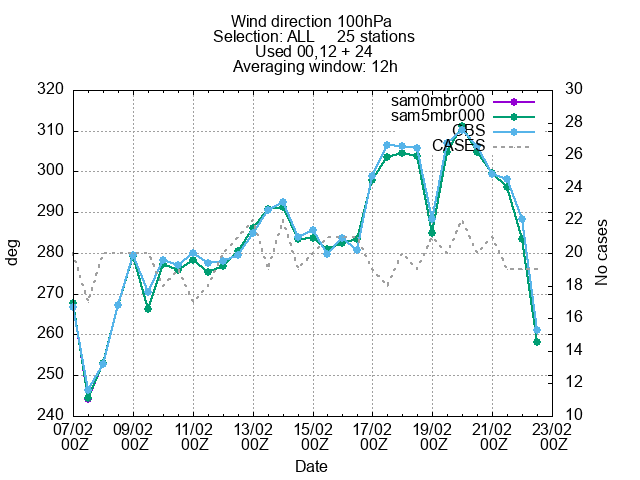 Wind direction 100hPa
Selection: ALL 25 stations
Used 00,12 + 24
Averaging window: 12h
sam0mbr000
sam5mbr000
OBS
CASES
320
310
300
290
280
270
260
250
240
deg
30
28
26
24
22
20
18
16
14
12
10
No cases
07/02 09/02 11/02 13/02 15/02 17/02 19/02 21/02 23/02
00Z 00Z 00Z 00Z 00Z 00Z 00Z 00Z 00Z
Date